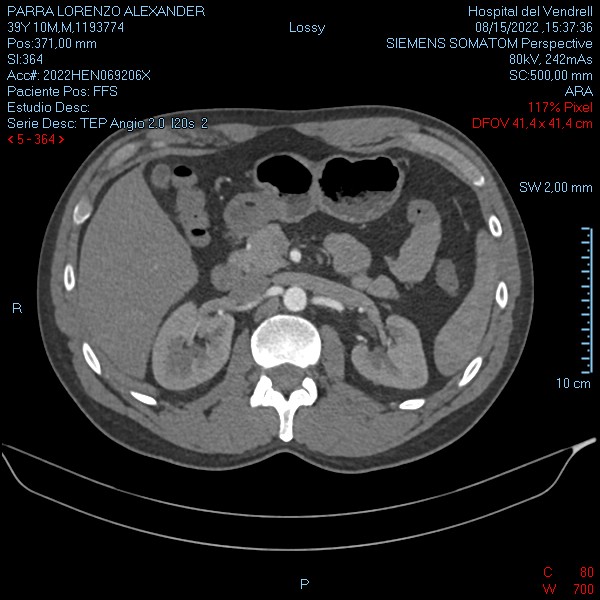 PARRA LORENZO ALEXANDER
39Y 10M,M,1193774
Pos:371,00 mm
SI:364
Acc#: 2022HEN069206X
Paciente Pos: FFS
Estudio Desc:
Serie Desc: TEP Angio 2.0 I20s 2
< 5 - 364 >
Lossy
Hospital del Vendrell
08/15/2022 ,15:37:36
SIEMENS SOMATOM Perspective
80kV, 242mAs
SC:500,00 mm
ARA
117% Pixel
DFOV 41,4 x 41,4 cm
SW 2,00 mm
R
10 cm
P
C 80
W 700